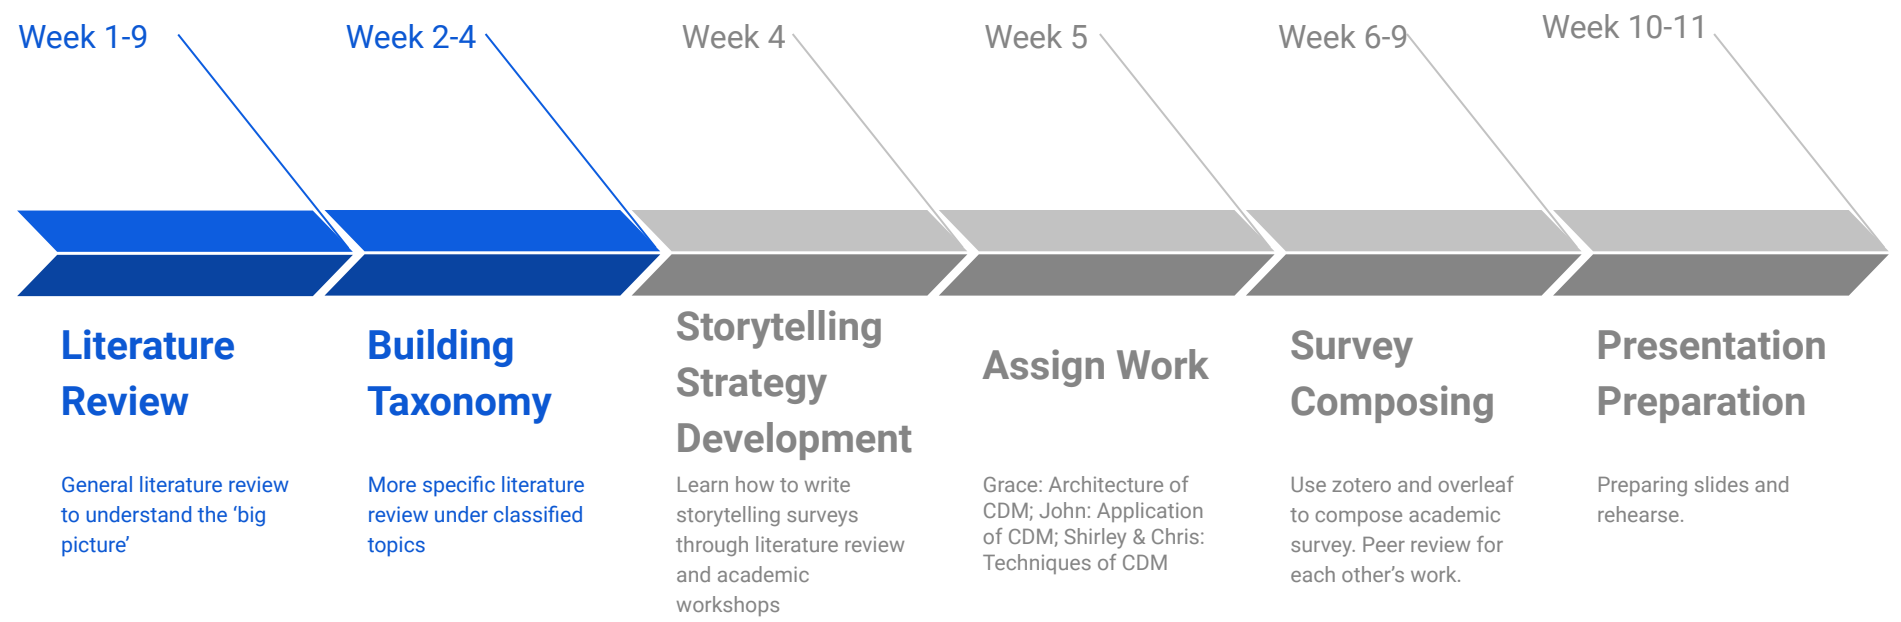 Week 1-9
Week 2-4
Week 4
Week 5
Week 6-9
Week 10-11
Literature
Review
General literature review
to understand the ‘big
picture’
Building
Taxonomy
More specific literature
review under classified
topics
Storytelling
Strategy
Development
Learn how to write
storytelling surveys
through literature review
and academic
workshops
Assign Work
Grace: Architecture of
CDM; John: Application
of CDM; Shirley & Chris:
Techniques of CDM
Survey
Composing
Use zotero and overleaf
to compose academic
survey. Peer review for
each other’s work.
Presentation
Preparation
Preparing slides and
rehearse.